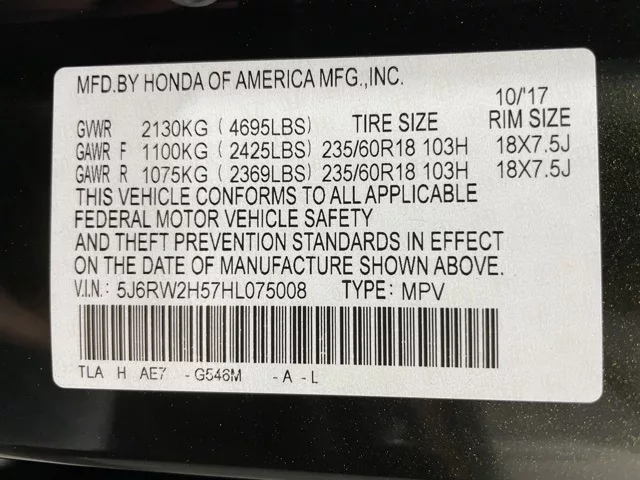 MFD.BY HONDA OF AMERICA MFG.,INC.
10/'17
GVWR 2130KG (4695LBS) TIRE SIZE RIM SIZE
GAWR F 1100KG (2425LBS) 235/60R18 103H 18X7.5J
GAWR R 1075KG (2369LBS) 235/60R18 103H 18X7.5J
THIS VEHICLE CONFORMS TO ALL APPLICABLE
FEDERAL MOTOR VEHICLE SAFETY
AND THEFT PREVENTION STANDARDS IN EFFECT
ON THE DATE OF MANUFACTURE SHOWN ABOVE.
V.I.N.: 5J6RW2H57HL075008 TYPE: MPV
TLA H AE7 - G546M - A - L